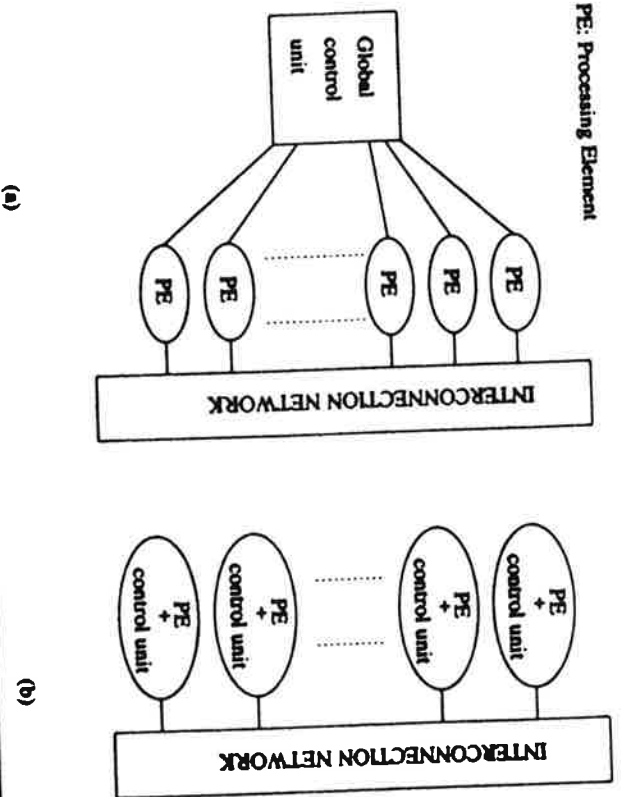 PE: Processing Element
Global
control
unit
PE
PE
PE
PE
PE
INTERCONNECTION NETWORK
(a)
PE
+
control unit
PE
+
control unit
PE
+
control unit
PE
+
control unit
INTERCONNECTION NETWORK
(b)